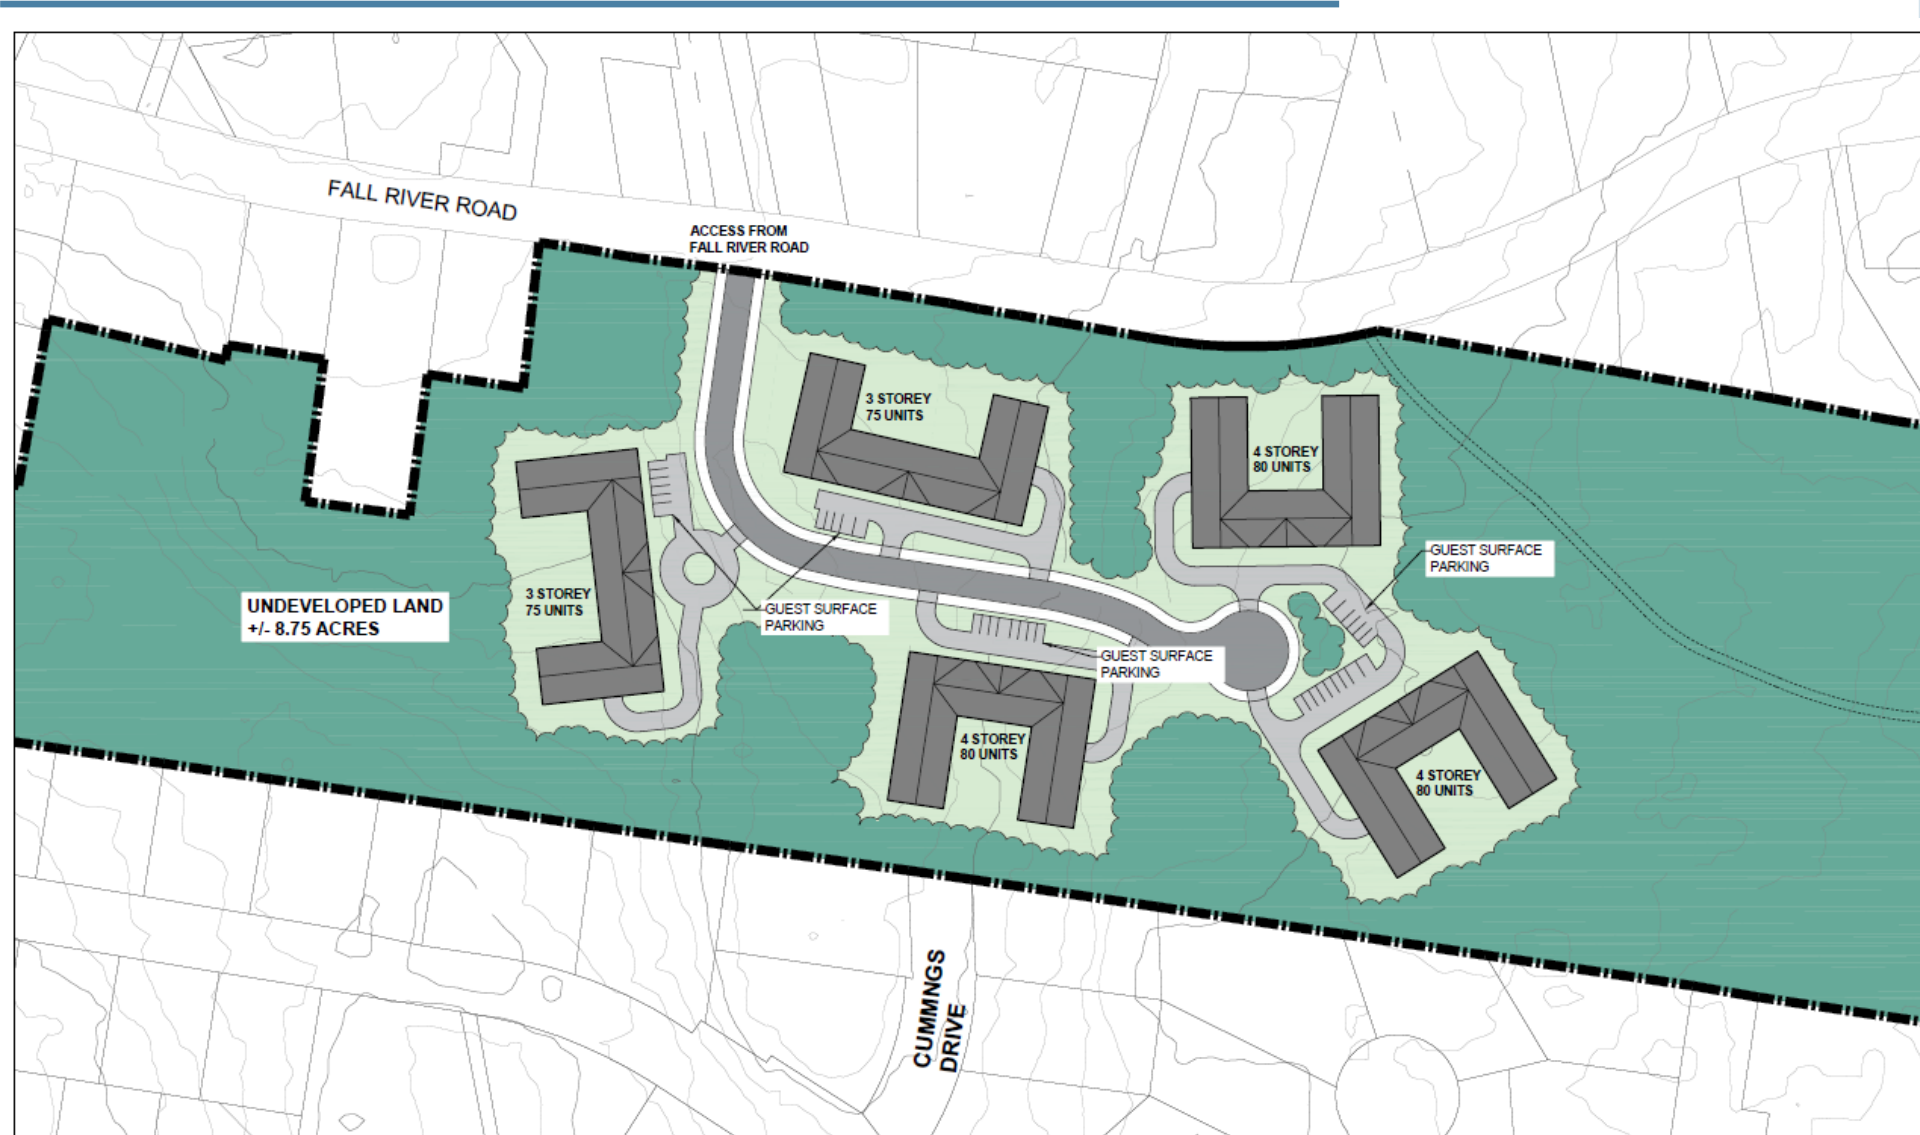 FALL RIVER ROAD
ACCESS FROM
FALL RIVER ROAD
3 STOREY
75 UNITS
4 STOREY
80 UNITS
GUEST SURFACE
PARKING
3 STOREY
75 UNITS
UNDEVELOPED LAND
+/- 8.75 ACRES
GUEST SURFACE
PARKING
GUEST SURFACE
PARKING
4 STOREY
80 UNITS
4 STOREY
80 UNITS
CUMMNGS
DRIVE